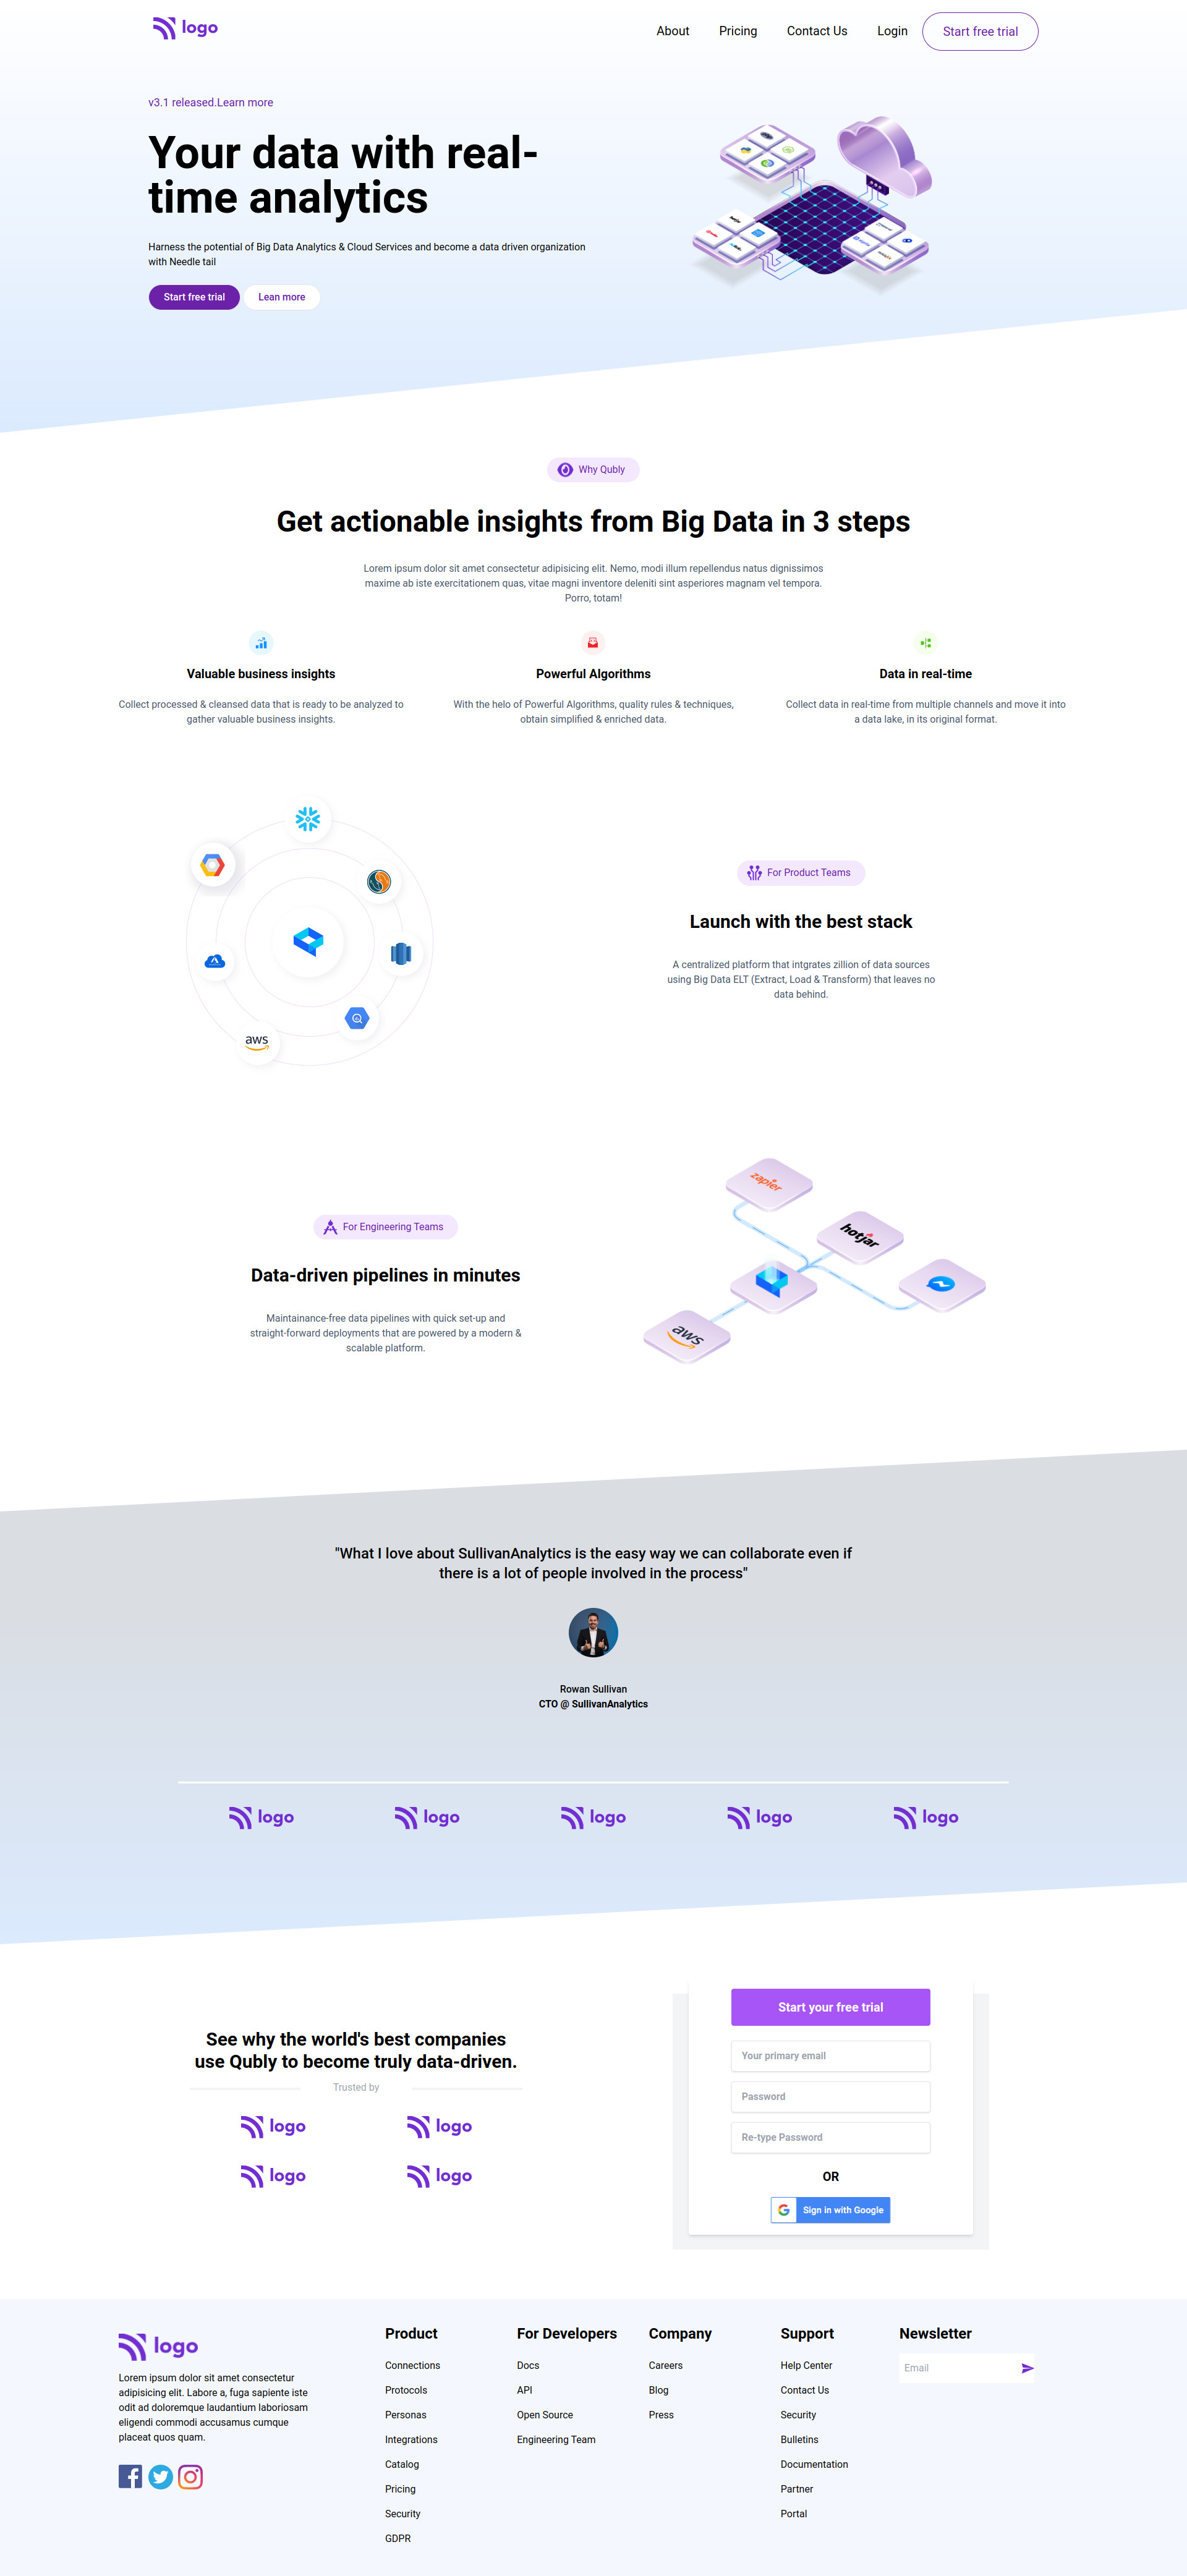 logo
About Pricing Contact Us Login Start free trial
v3.1 released.Learn more
Your data with real-
time analytics
Harness the potential of Big Data Analytics & Cloud Services and become a data driven organization
with Needle tail
Start free trial Lean more
Why Qubly
Get actionable insights from Big Data in 3 steps
Lorem ipsum dolor sit amet consectetur adipisicing elit. Nemo, modi illum repellendus natus dignissimos
maxime ab iste exercitationem quas, vitae magni inventore deleniti sint asperiores magnam vel tempora.
Porro, totam!
Valuable business insights
Collect processed & cleansed data that is ready to be analyzed to
gather valuable business insights.
Powerful Algorithms
With the helo of Powerful Algorithms, quality rules & techniques,
obtain simplified & enriched data.
Data in real-time
Collect data in real-time from multiple channels and move it into
a data lake, in its original format.
aws
For Product Teams
Launch with the best stack
A centralized platform that intgrates zillion of data sources
using Big Data ELT (Extract, Load & Transform) that leaves no
data behind.
For Engineering Teams
Data-driven pipelines in minutes
Maintainance-free data pipelines with quick set-up and
straight-forward deployments that are powered by a modern &
scalable platform.
zapier
hotjar
aws
"What I love about SullivanAnalytics is the easy way we can collaborate even if
there is a lot of people involved in the process"
Rowan Sullivan
CTO @ SullivanAnalytics
logo logo logo logo logo
See why the world's best companies
use Qubly to become truly data-driven.
Trusted by
logo logo
logo logo
Start your free trial
Your primary email
Password
Re-type Password
OR
Sign in with Google
logo
Lorem ipsum dolor sit amet consectetur
adipisicing elit. Labore a, fuga sapiente iste
odit ad doloremque laudantium laboriosam
eligendi commodi accusamus cumque
placeat quos quam.
Product
Connections
Protocols
Personas
Integrations
Catalog
Pricing
Security
GDPR
For Developers
Docs
API
Open Source
Engineering Team
Company
Careers
Blog
Press
Support
Help Center
Contact Us
Security
Bulletins
Documentation
Partner
Portal
Newsletter
Email